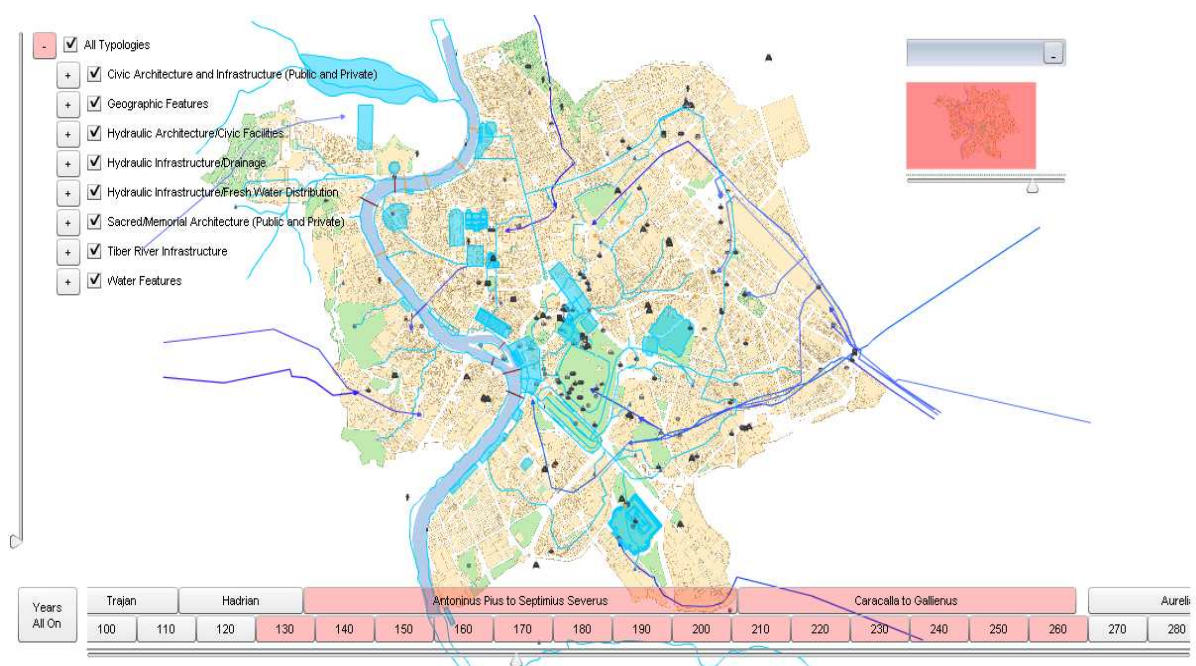 -
All Typologies
+ Civic Architecture and Infrastructure (Public and Private)
+ Geographic Features
+ Hydraulic Architecture/Civic Facilities
+ Hydraulic Infrastructure/Drainage
+ Hydraulic Infrastructure/Fresh Water Distribution
+ Sacred/Memorial Architecture (Public and Private)
+ Tiber River Infrastructure
+ Water Features
-
Years All On
Trajan Hadrian Antoninus Pius to Septimius Severus Caracalla to Gallienus Aureli
100 110 120 130 140 150 160 170 180 190 200 210 220 230 240 250 260 270 280